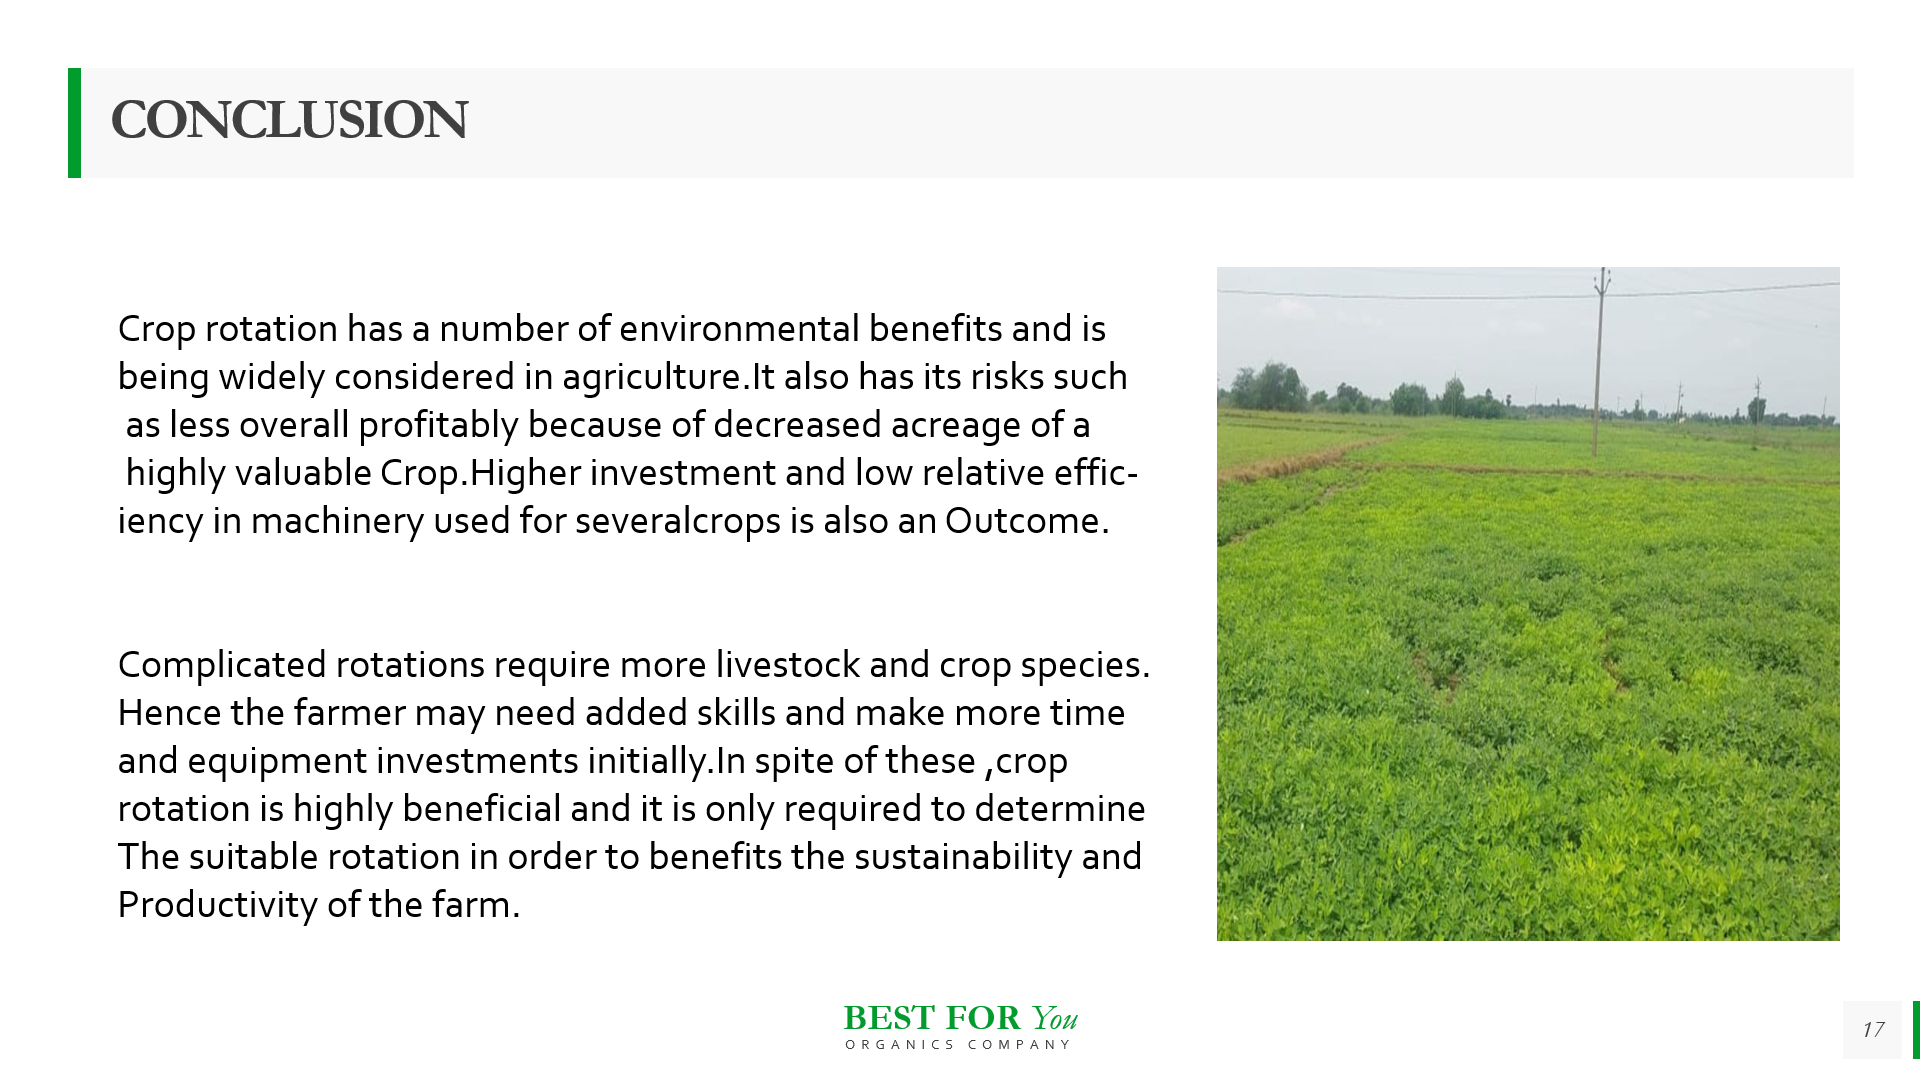 CONCLUSION
Crop rotation has a number of environmental benefits and is
being widely considered in agriculture.It also has its risks such
as less overall profitably because of decreased acreage of a
highly valuable Crop.Higher investment and low relative effic-
iency in machinery used for severalcrops is also an Outcome.
Complicated rotations require more livestock and crop species.
Hence the farmer may need added skills and make more time
and equipment investments initially.In spite of these ,crop
rotation is highly beneficial and it is only required to determine
The suitable rotation in order to benefits the sustainability and
Productivity of the farm.
BEST FOR You
ORGANICS COMPANY
17